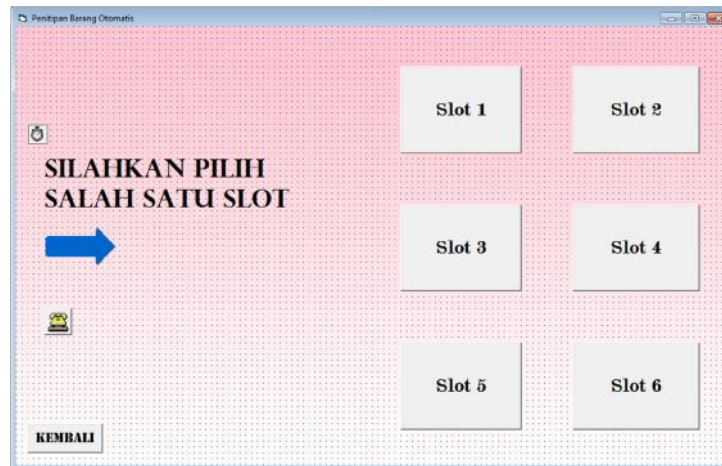 Penitipan Barang Otomatis
SILAHKAN PILIH
SALAH SATU SLOT
Slot 1
Slot 2
Slot 3
Slot 4
Slot 5
Slot 6
KEMBALI